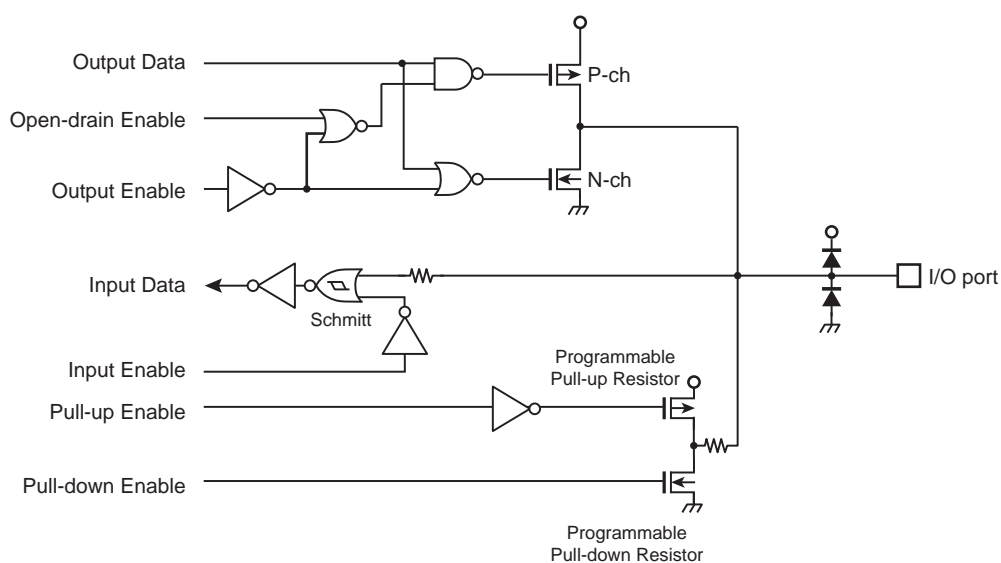 Output Data
P-ch
Open-drain Enable
Output Enable
N-ch
Input Data
Schmitt
I/O port
Input Enable
Programmable
Pull-up Resistor
Pull-up Enable
Pull-down Enable
Programmable
Pull-down Resistor